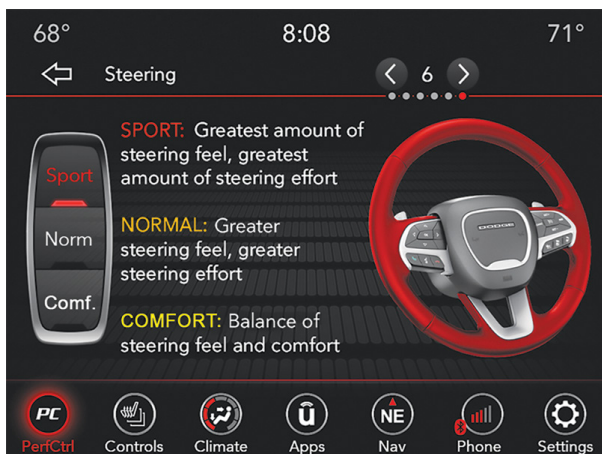 68°
8:08
71°
Steering
6
SPORT: Greatest amount of
steering feel, greatest
amount of steering effort
Sport
NORMAL: Greater
steering feel, greater
steering effort
Norm
COMFORT: Balance of
steering feel and comfort
Comf.
DODGE
PC
û
NE
PerfCtrl
Controls
Climate
Apps
Nav
Phone
Settings